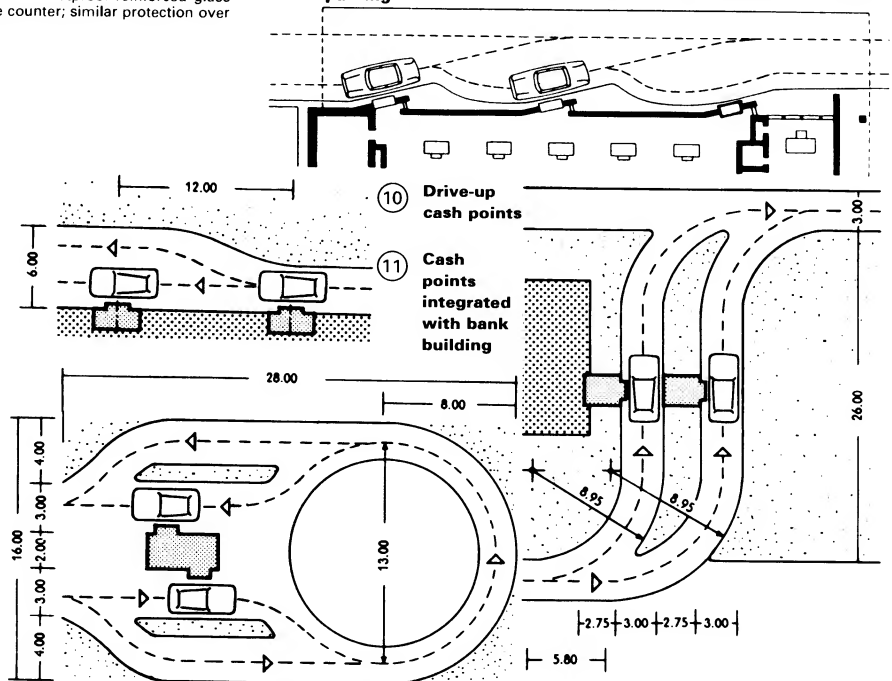 reinforced glass
counter; similar protection over
12.00
6.00
10 Drive-up
cash points
11 Cash
points
integrated
with bank
building
3.00
26.00
8.95
8.95
2.75 3.00 2.75 3.00
5.80
28.00
8.00
16.00
4.00
3.00
2.00
3.00
4.00
13.00